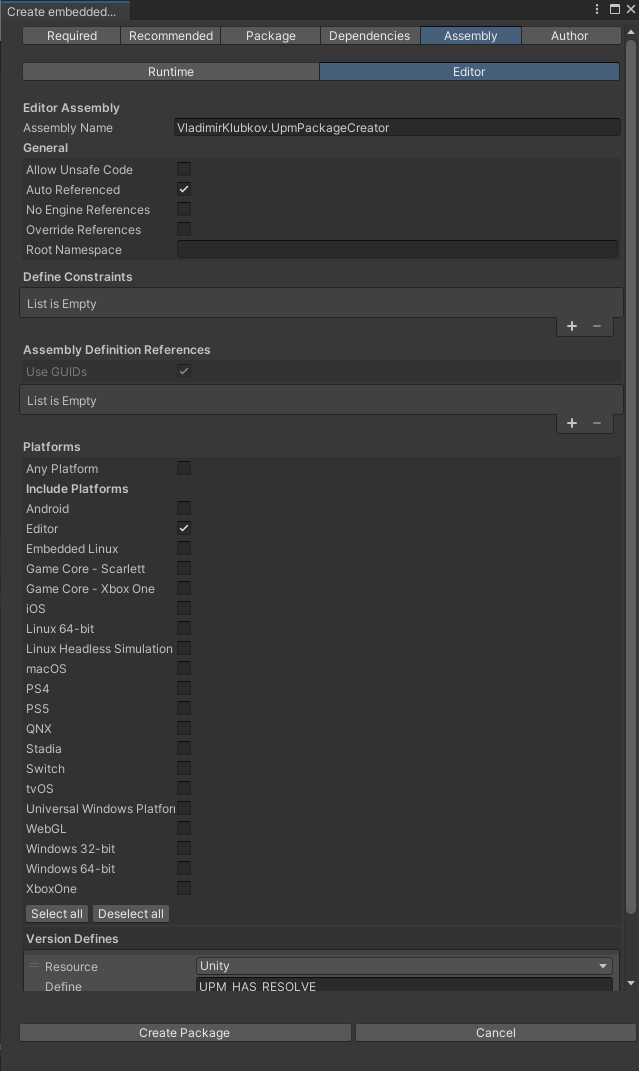 Create embedded...
Required Recommended Package Dependencies Assembly Author
Runtime Editor
Editor Assembly
Assembly Name VladimirKlubkov.UpmPackageCreator
General
Allow Unsafe Code
Auto Referenced
No Engine References
Override References
Root Namespace
Define Constraints
List is Empty
+ −
Assembly Definition References
Use GUIDs
List is Empty
+ −
Platforms
Any Platform
Include Platforms
Android
Editor
Embedded Linux
Game Core - Scarlett
Game Core - Xbox One
iOS
Linux 64-bit
Linux Headless Simulation
macOS
PS4
PS5
QNX
Stadia
Switch
tvOS
Universal Windows Platfor
WebGL
Windows 32-bit
Windows 64-bit
XboxOne
Select all Deselect all
Version Defines
Resource Unity
Define UPM_HAS_RESOLVE
Create Package Cancel